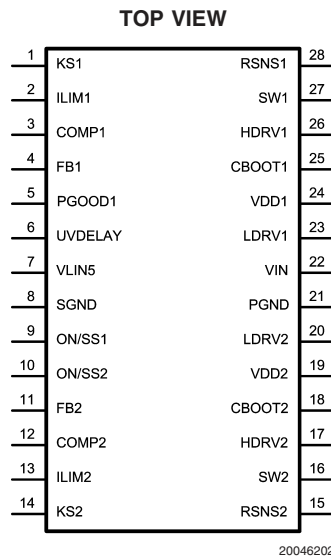 TOP VIEW
1 KS1 RSNS1 28
2 ILIM1 SW1 27
3 COMP1 HDRV1 26
4 FB1 CBOOT1 25
5 PGOOD1 VDD1 24
6 UVDELAY LDRV1 23
7 VLIN5 VIN 22
8 SGND PGND 21
9 ON/SS1 LDRV2 20
10 ON/SS2 VDD2 19
11 FB2 CBOOT2 18
12 COMP2 HDRV2 17
13 ILIM2 SW2 16
14 KS2 RSNS2 15
20046202